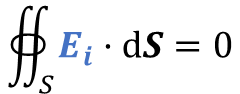 ∯_S E_i · dS = 0